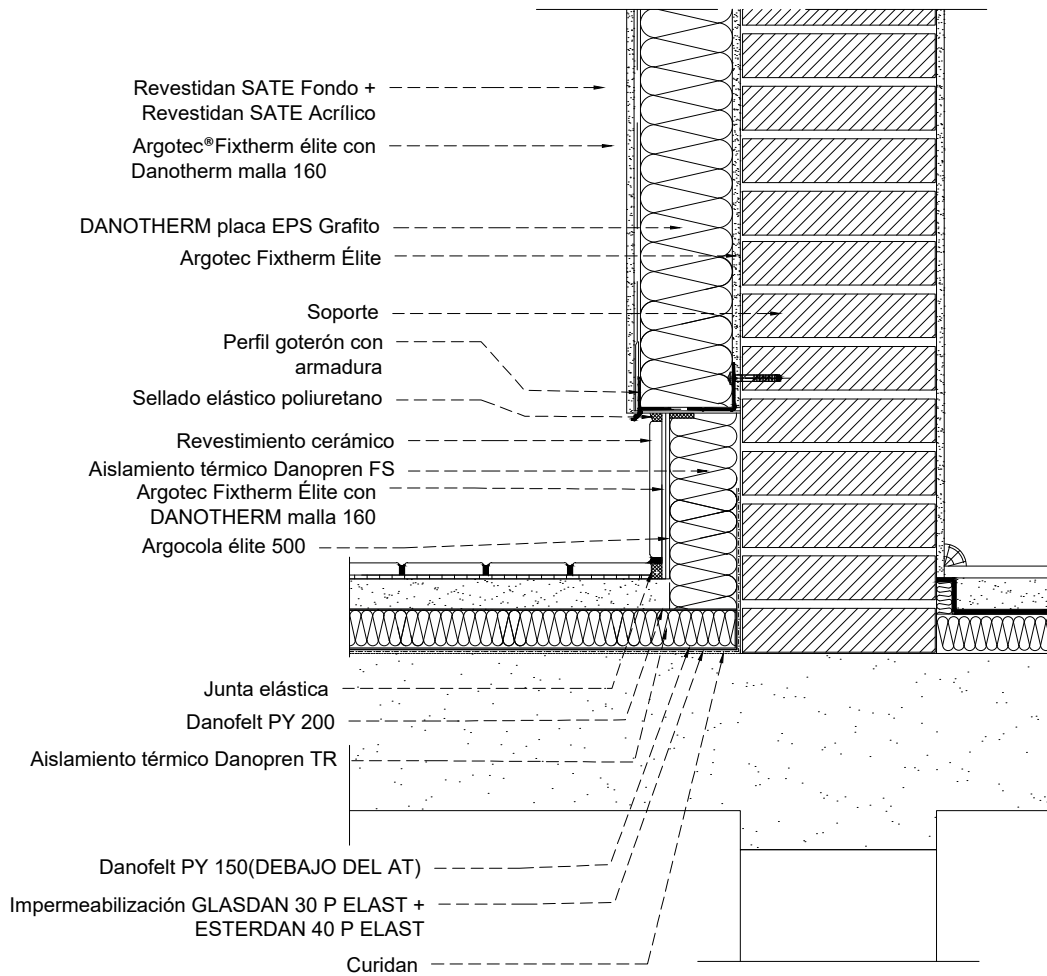 Revestidan SATE Fondo +
Revestidan SATE Acrílico
Argotec®Fixtherm élite con
Danotherm malla 160
DANOTHERM placa EPS Grafito
Argotec Fixtherm Élite
Soporte
Perfil goterón con
armadura
Sellado elástico poliuretano
Revestimiento cerámico
Aislamiento térmico Danopren FS
Argotec Fixtherm Élite con
DANOTHERM malla 160
Argocola élite 500
Junta elástica
Danofelt PY 200
Aislamiento térmico Danopren TR
Danofelt PY 150(DEBAJO DEL AT)
Impermeabilización GLASDAN 30 P ELAST +
ESTERDAN 40 P ELAST
Curidan